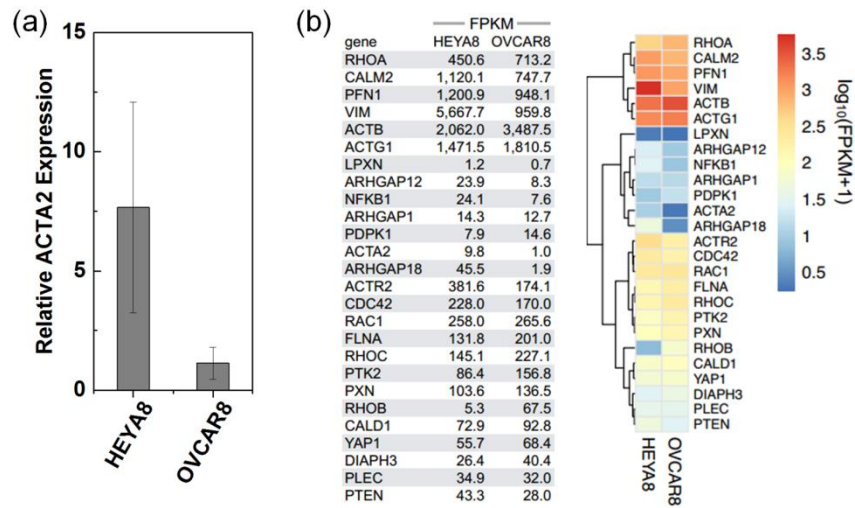 (a)
Relative ACTA2 Expression
15
10
5
0
HEYA8
OVCAR8
(b)
FPKM
gene HEYA8 OVCAR8
RHOA 450.6 713.2
CALM2 1,120.1 747.7
PFN1 1,200.9 948.1
VIM 5,667.7 959.8
ACTB 2,062.0 3,487.5
ACTG1 1,471.5 1,810.5
LPXN 1.2 0.7
ARHGAP12 23.9 8.3
NFKB1 24.1 7.6
ARHGAP1 14.3 12.7
PDPK1 7.9 14.6
ACTA2 9.8 1.0
ARHGAP18 45.5 1.9
ACTR2 381.6 174.1
CDC42 228.0 170.0
RAC1 258.0 265.6
FLNA 131.8 201.0
RHOC 145.1 227.1
PTK2 86.4 156.8
PXN 103.6 136.5
RHOB 5.3 67.5
CALD1 72.9 92.8
YAP1 55.7 68.4
DIAPH3 26.4 40.4
PLEC 34.9 32.0
PTEN 43.3 28.0
RHOA
CALM2
PFN1
VIM
ACTB
ACTG1
LPXN
ARHGAP12
NFKB1
ARHGAP1
PDPK1
ACTA2
ARHGAP18
ACTR2
CDC42
RAC1
FLNA
RHOC
PTK2
PXN
RHOB
CALD1
YAP1
DIAPH3
PLEC
PTEN
HEYA8
OVCAR8
3.5
3
2.5
2
1.5
1
0.5
log₁₀(FPKM+1)